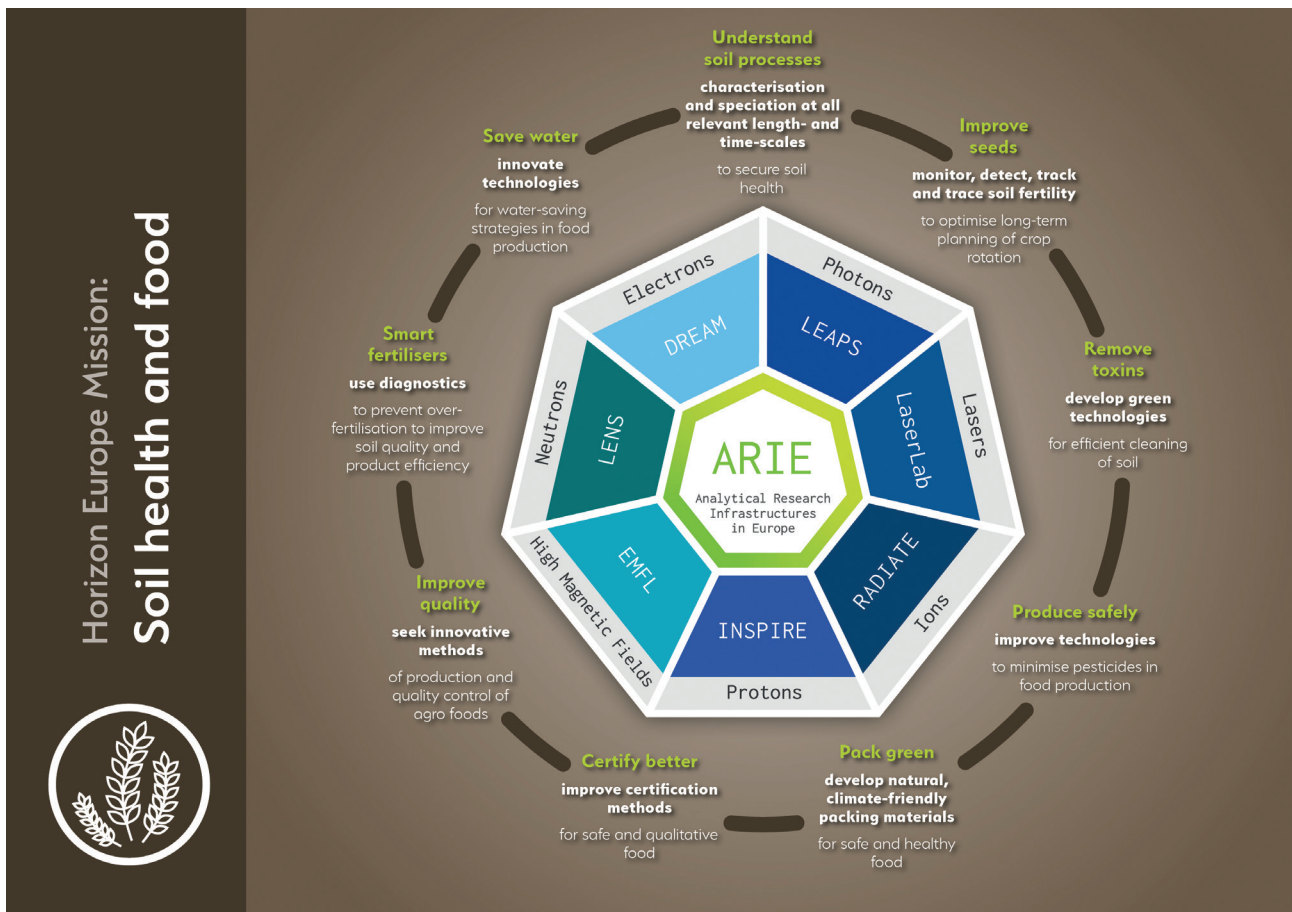 Horizon Europe Mission:
Soil health and food
Understand
soil processes
characterisation
and speciation at all
relevant length- and
time-scales
to secure soil
health
Improve
seeds
monitor, detect, track
and trace soil fertility
to optimise long-term
planning of crop
rotation
Remove
toxins
develop green
technologies
for efficient cleaning
of soil
Produce safely
improve technologies
to minimise pesticides in
food production
Pack green
develop natural,
climate-friendly
packing materials
for safe and healthy
food
Certify better
improve certification
methods
for safe and qualitative
food
Improve
quality
seek innovative
methods
of production and
quality control of
agro foods
Smart
fertilisers
use diagnostics
to prevent over-
fertilisation to improve
soil quality and
product efficiency
Save water
innovate
technologies
for water-saving
strategies in food
production
Electrons
DREAM
Photons
LEAPS
Lasers
LaserLab
Ions
RADIATE
Protons
INSPIRE
High Magnetic Fields
EMFL
Neutrons
LENS
ARIE
Analytical Research
Infrastructures
in Europe